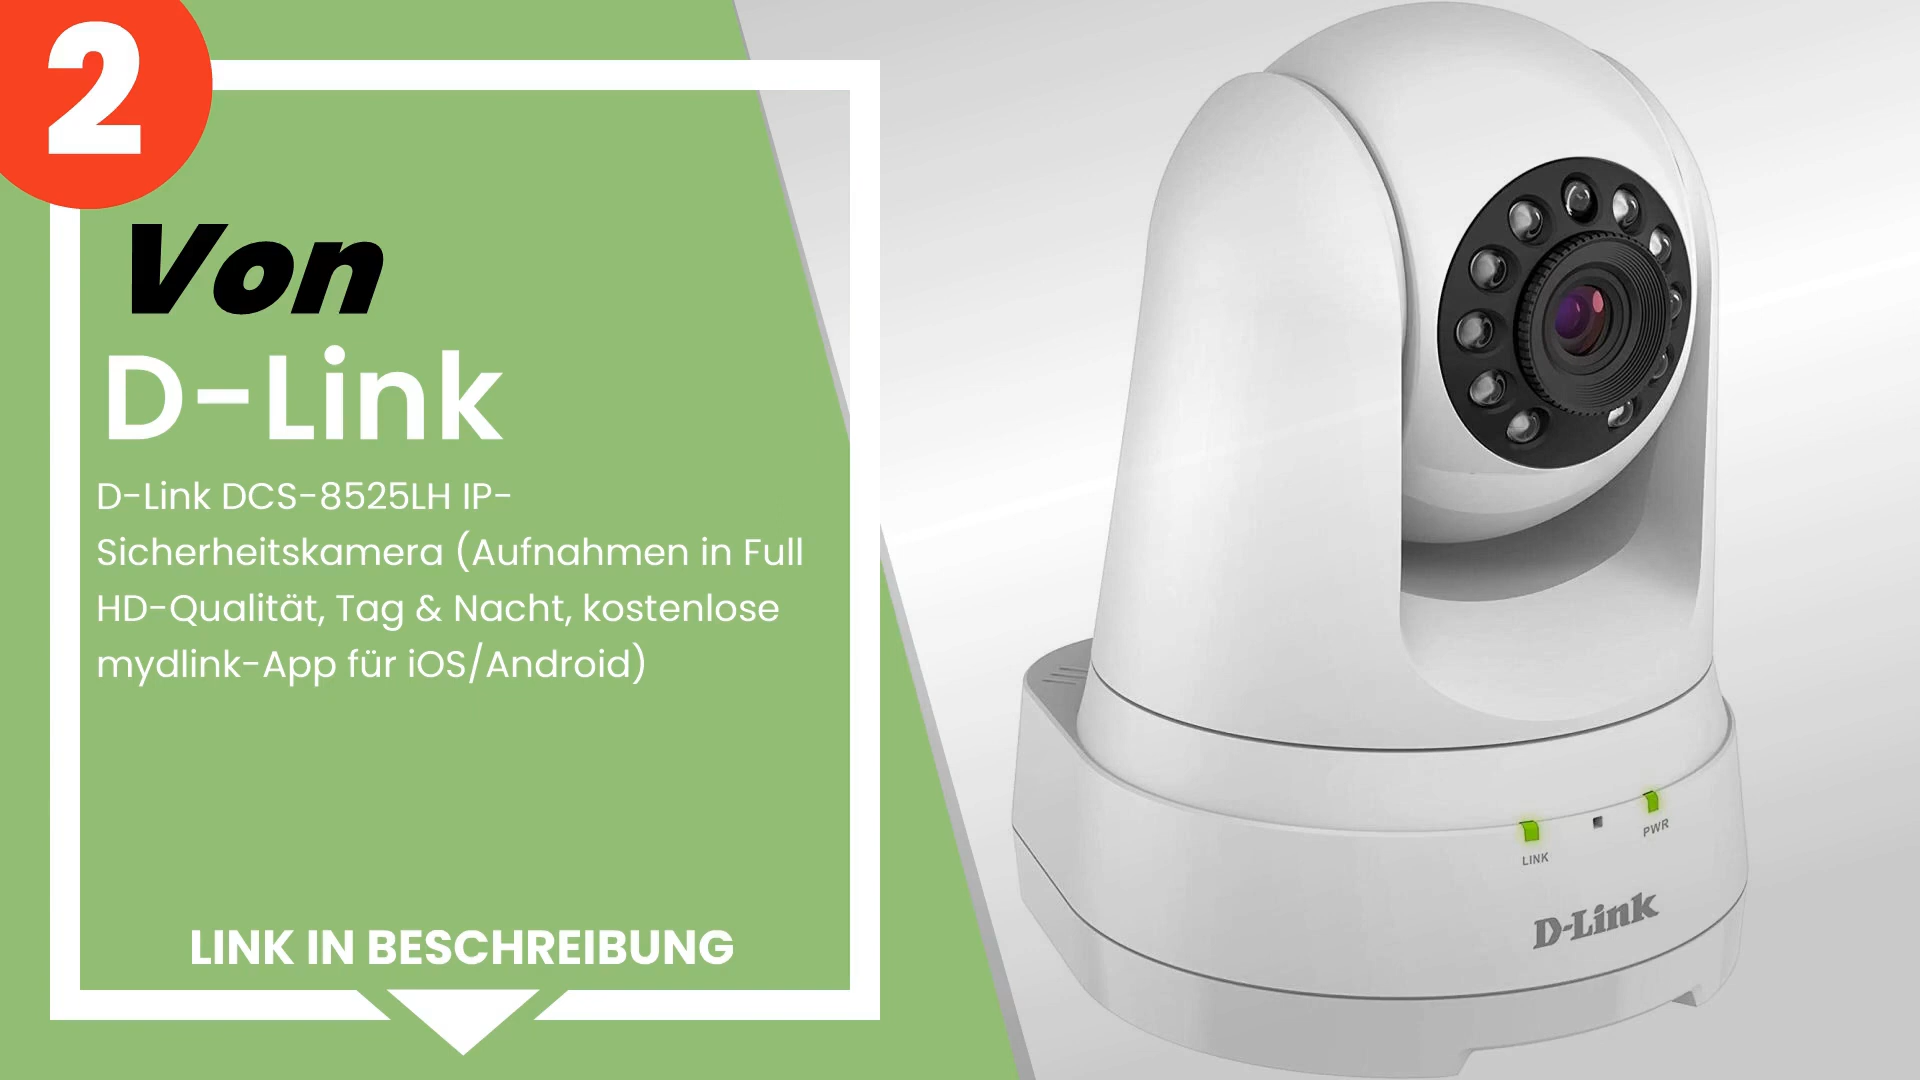 2
Von
D-Link
D-Link DCS-8525LH IP-
Sicherheitskamera (Aufnahmen in Full
HD-Qualität, Tag & Nacht, kostenlose
mydlink-App für iOS/Android)
LINK IN BESCHREIBUNG
LINK
PWR
D-Link